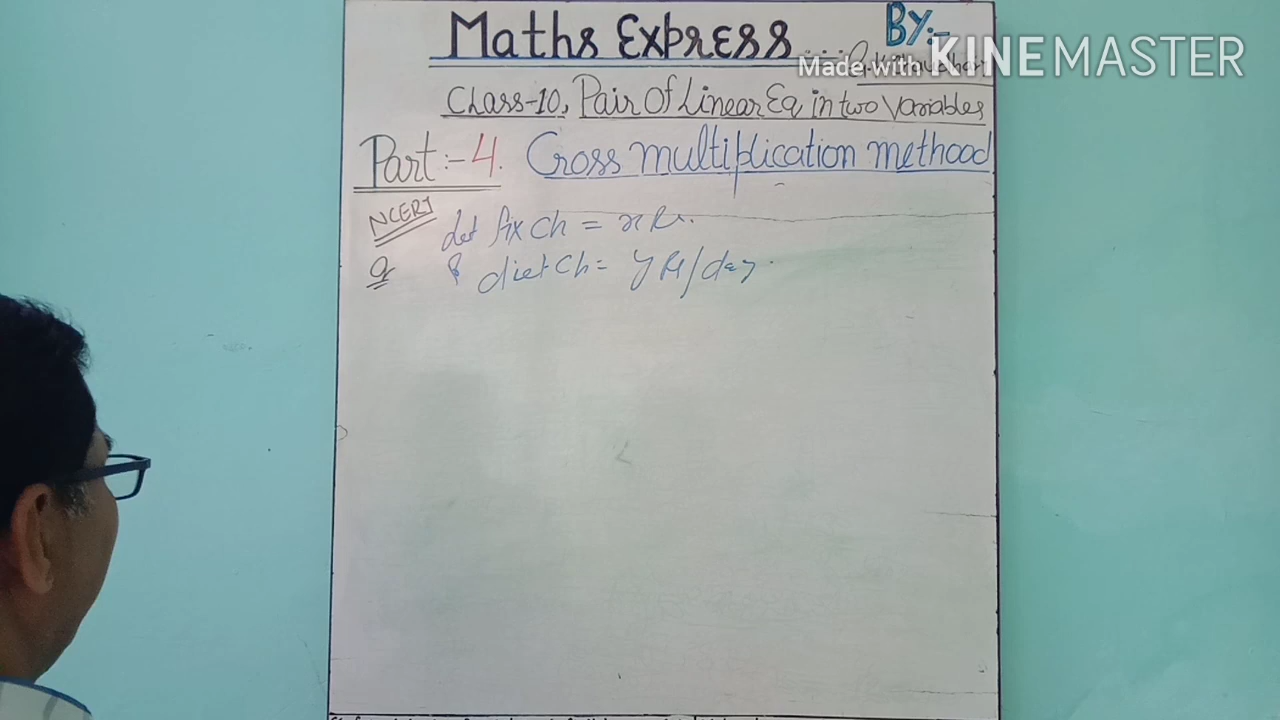 Maths Express....
BY:-
Made with KINEMASTER
Class-10, Pair Of Linear Eq in two Variables
Part:-4. Cross multiplication methood
NCERT
Let fix Ch = x Rs.
Q
& diet Ch = y Rs/day.